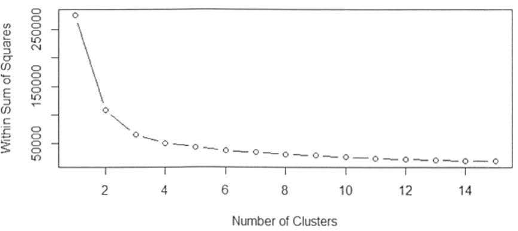 Within Sum of Squares
250000
150000
50000
2 4 6 8 10 12 14
Number of Clusters